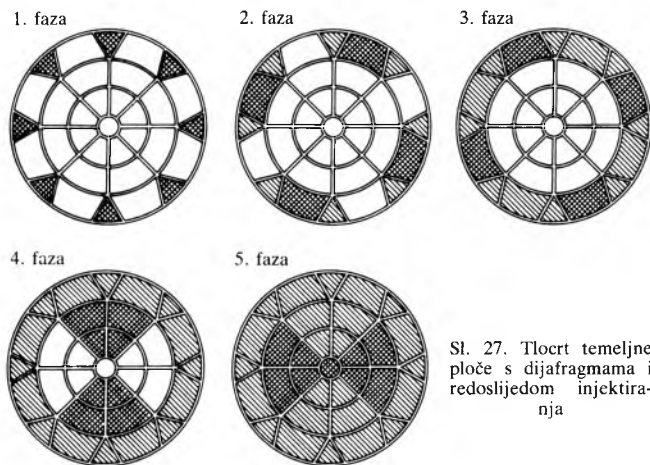 1. faza
2. faza
3. faza
4. faza
5. faza
Sl. 27. Tlocrt temeljne
ploče s dijafragmama i
redoslijedom injektira-
nja